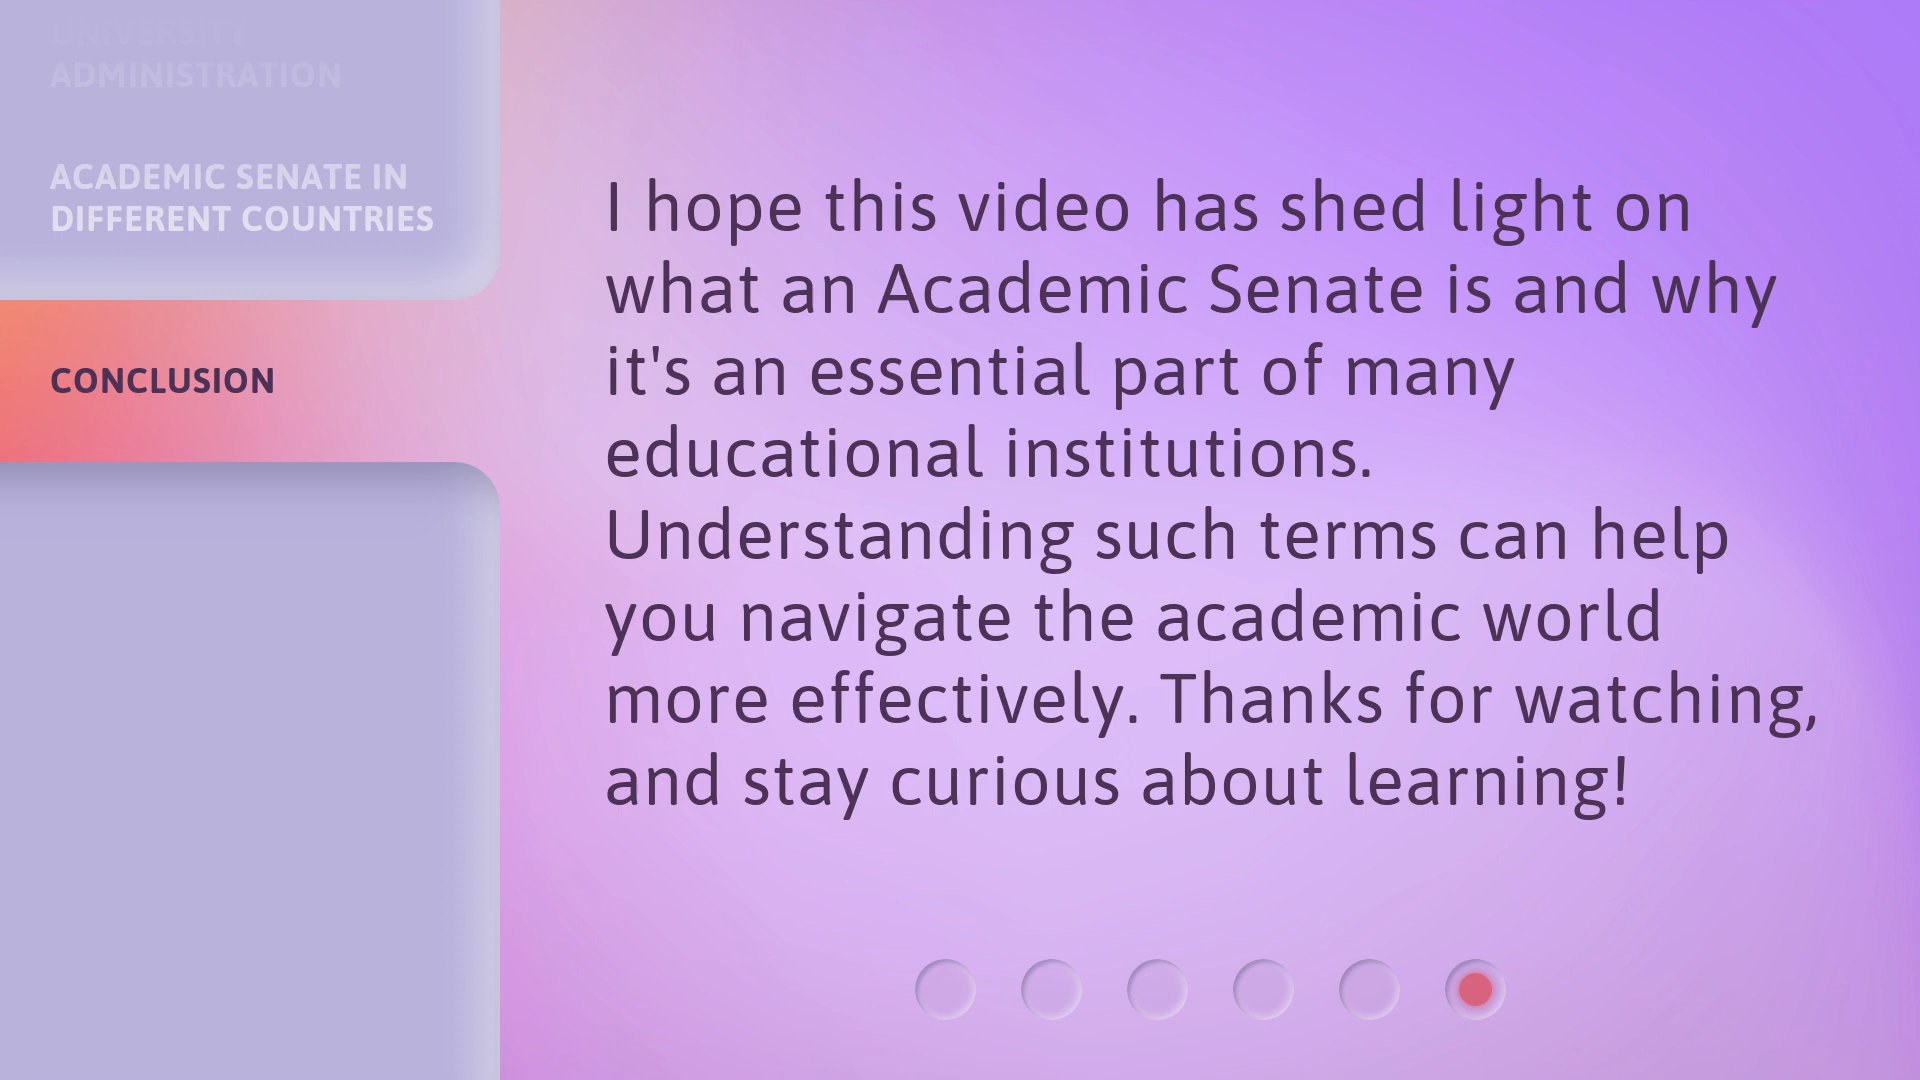 UNIVERSITY
ADMINISTRATION
ACADEMIC SENATE IN
DIFFERENT COUNTRIES
CONCLUSION
I hope this video has shed light on
what an Academic Senate is and why
it's an essential part of many
educational institutions.
Understanding such terms can help
you navigate the academic world
more effectively. Thanks for watching,
and stay curious about learning!